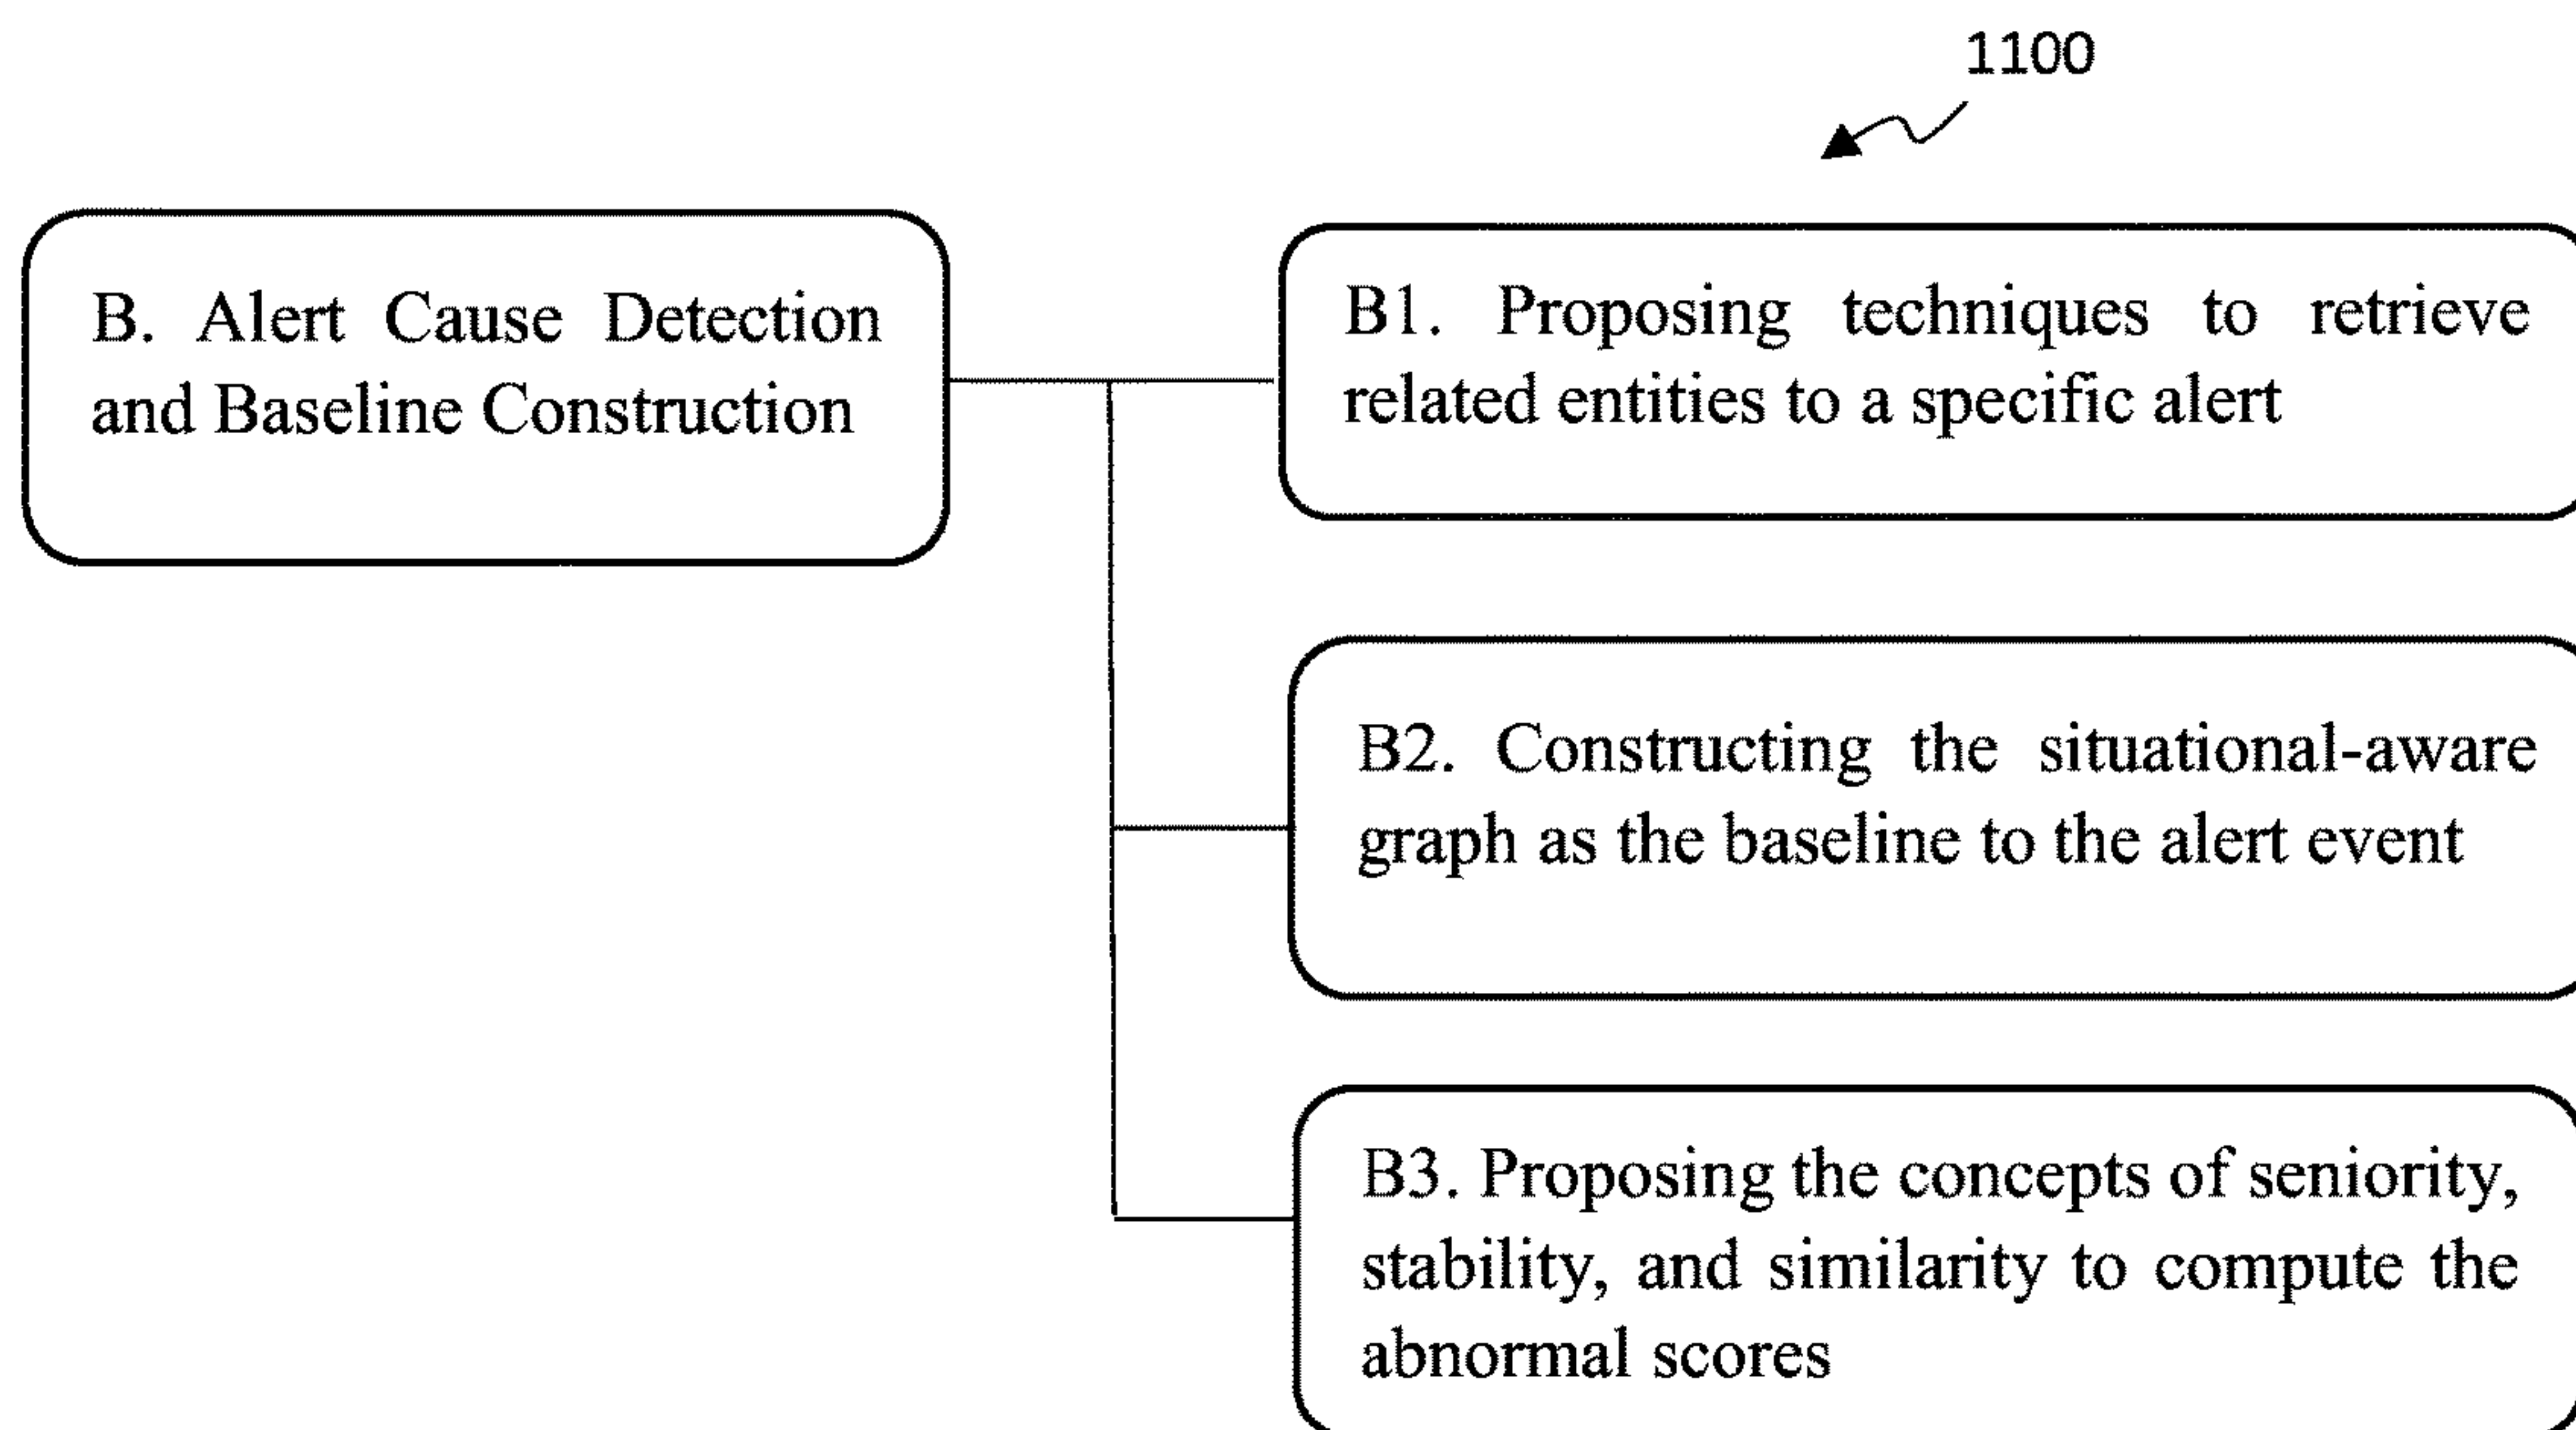 1100
B. Alert Cause Detection
and Baseline Construction
B1. Proposing techniques to retrieve
related entities to a specific alert
B2. Constructing the situational-aware
graph as the baseline to the alert event
B3. Proposing the concepts of seniority,
stability, and similarity to compute the
abnormal scores